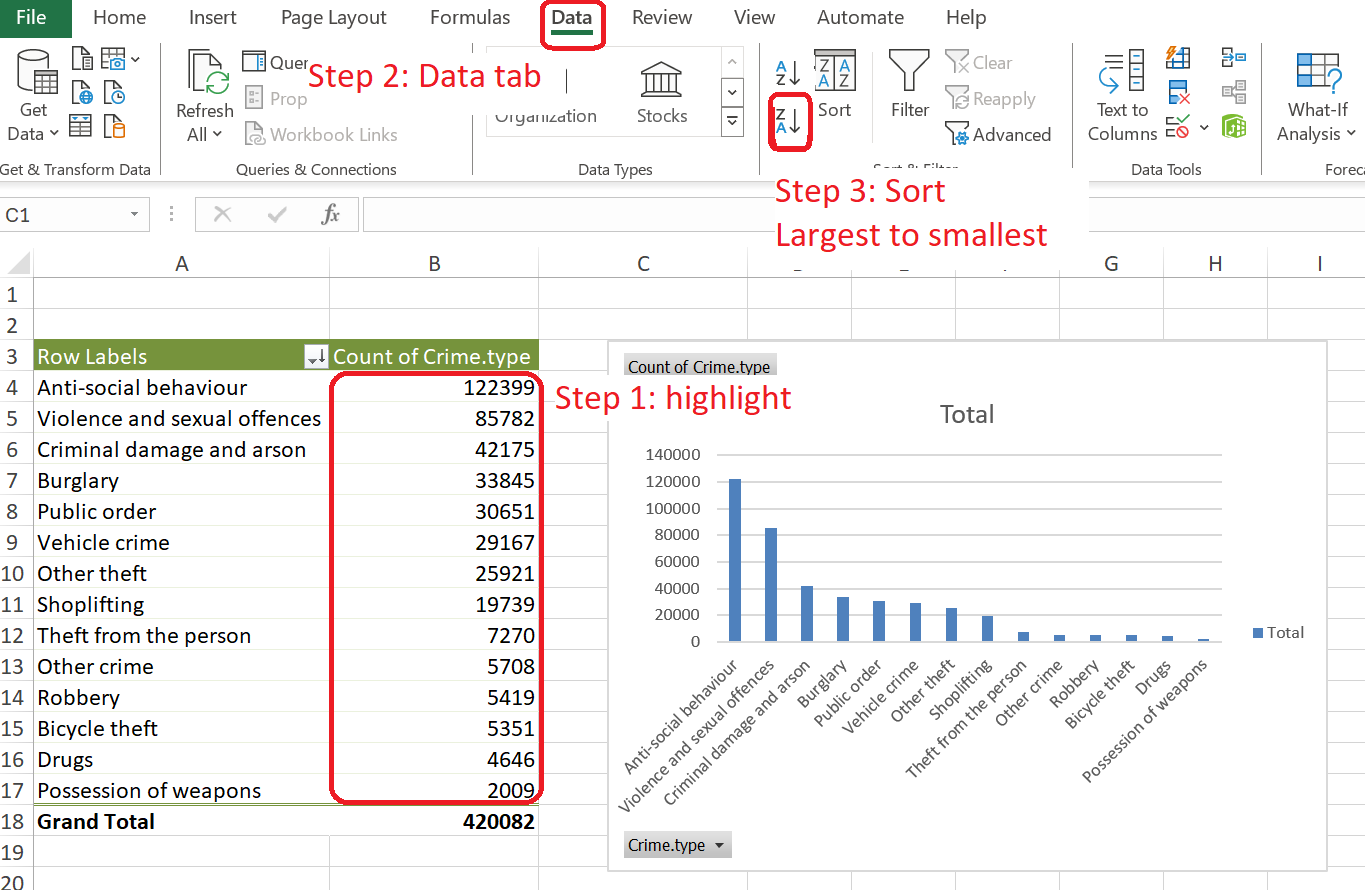 File Home Insert Page Layout Formulas Data Review View Automate Help
Get
Data
Refresh
All
Workbook Links
Step 2: Data tab
Organization
Stocks
Sort
Filter
Clear
Reapply
Advanced
Text to
Columns
What-If
Analysis
Get & Transform Data Queries & Connections Data Types Data Tools
Step 3: Sort
Largest to smallest
C1
fx
A B C G H I
1
2
3 Row Labels Count of Crime.type
4 Anti-social behaviour 122399
5 Violence and sexual offences 85782
6 Criminal damage and arson 42175
7 Burglary 33845
8 Public order 30651
9 Vehicle crime 29167
10 Other theft 25921
11 Shoplifting 19739
12 Theft from the person 7270
13 Other crime 5708
14 Robbery 5419
15 Bicycle theft 5351
16 Drugs 4646
17 Possession of weapons 2009
18 Grand Total 420082
19
20
Step 1: highlight
Count of Crime.type
Total
140000
120000
100000
80000
60000
40000
20000
0
Anti-social behaviour
Violence and sexual offences
Criminal damage and arson
Burglary
Public order
Vehicle crime
Other theft
Shoplifting
Theft from the person
Other crime
Robbery
Bicycle theft
Drugs
Possession of weapons
Total
Crime.type